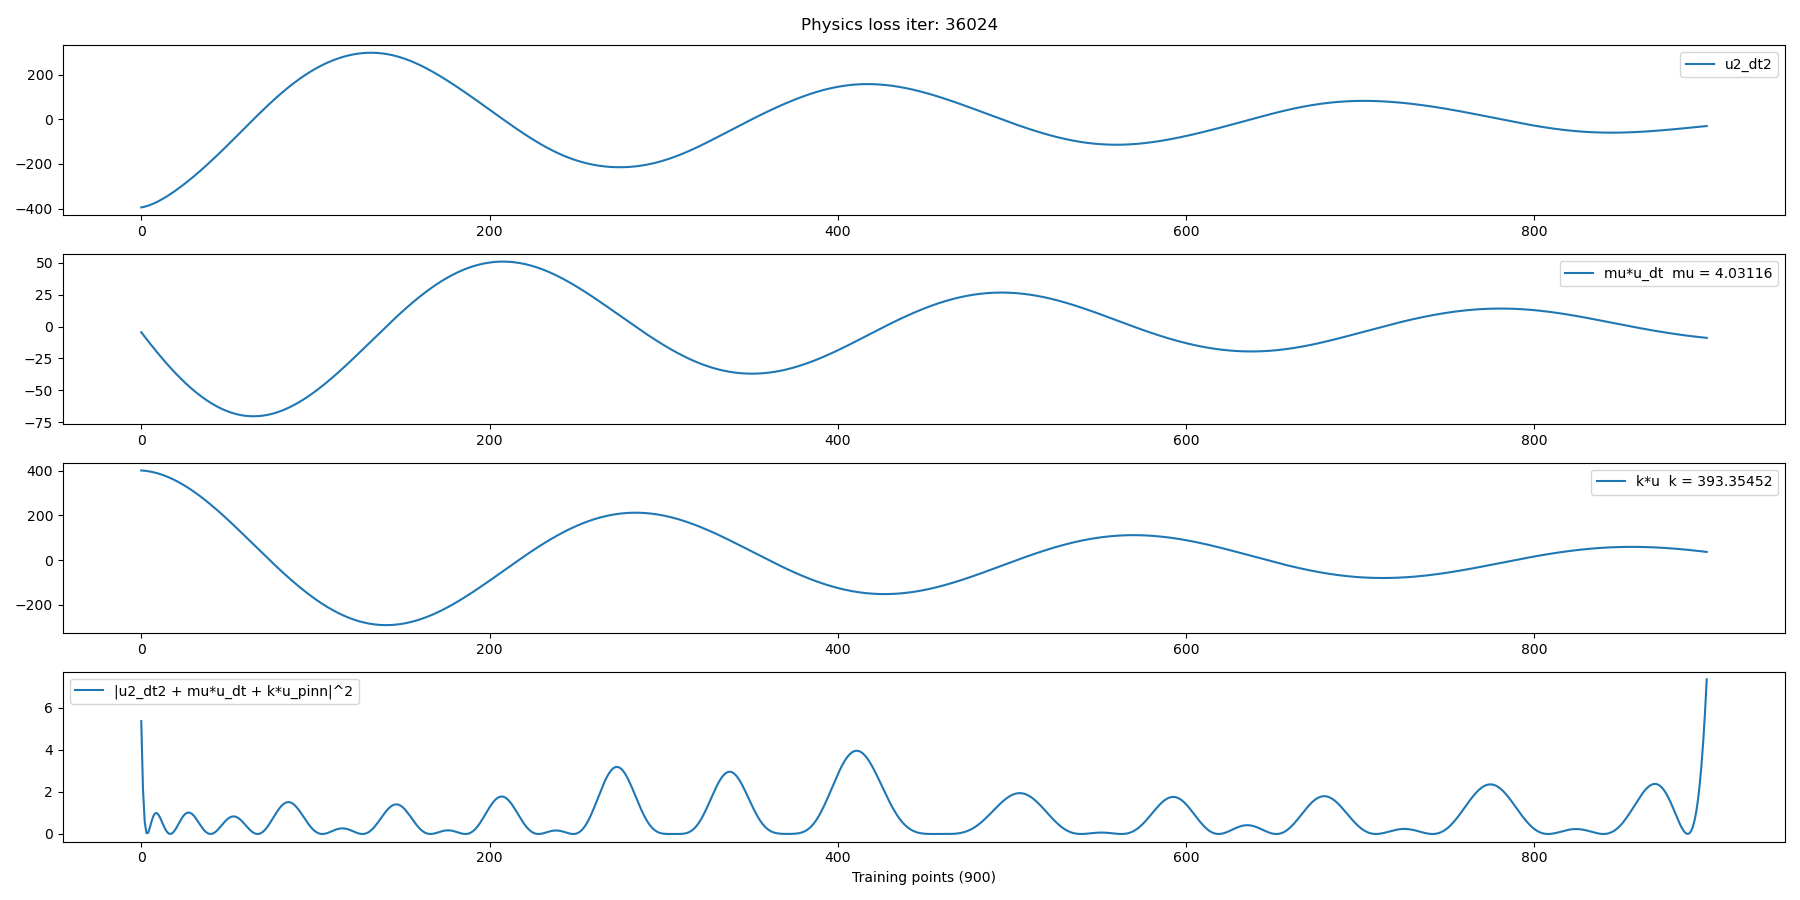 Physics loss iter: 36024
u2_dt2
200
0
−200
−400
0 200 400 600 800
mu*u_dt  mu = 4.03116
50
25
0
−25
−50
−75
0 200 400 600 800
k*u  k = 393.35452
400
200
0
−200
0 200 400 600 800
|u2_dt2 + mu*u_dt + k*u_pinn|^2
6
4
2
0
0 200 400 600 800
Training points (900)